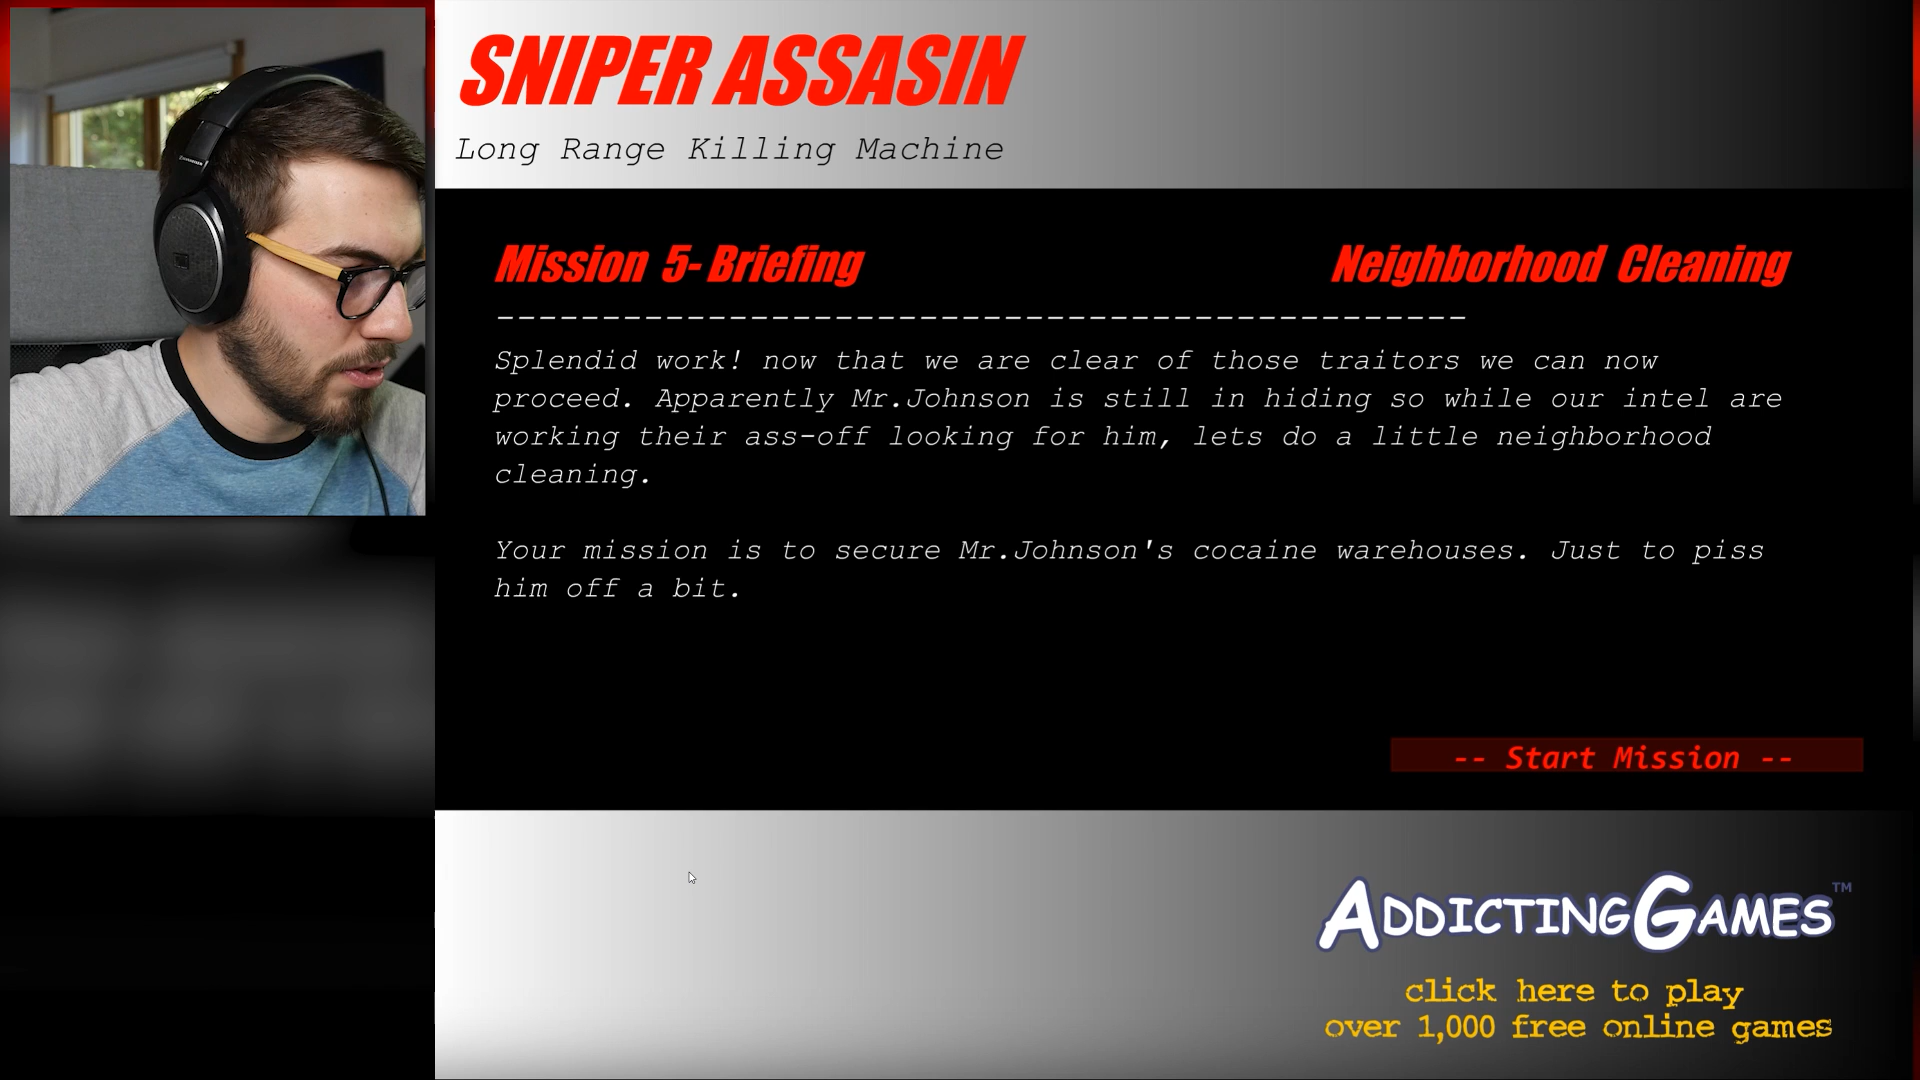 SNIPER ASSASIN
Long Range Killing Machine
Mission 5- Briefing
Neighborhood Cleaning
----------------------------------------------
Splendid work! now that we are clear of those traitors we can now
proceed. Apparently Mr.Johnson is still in hiding so while our intel are
working their ass-off looking for him, lets do a little neighborhood
cleaning.
Your mission is to secure Mr.Johnson's cocaine warehouses. Just to piss
him off a bit.
-- Start Mission --
ADDICTINGGAMES™
click here to play
over 1,000 free online games